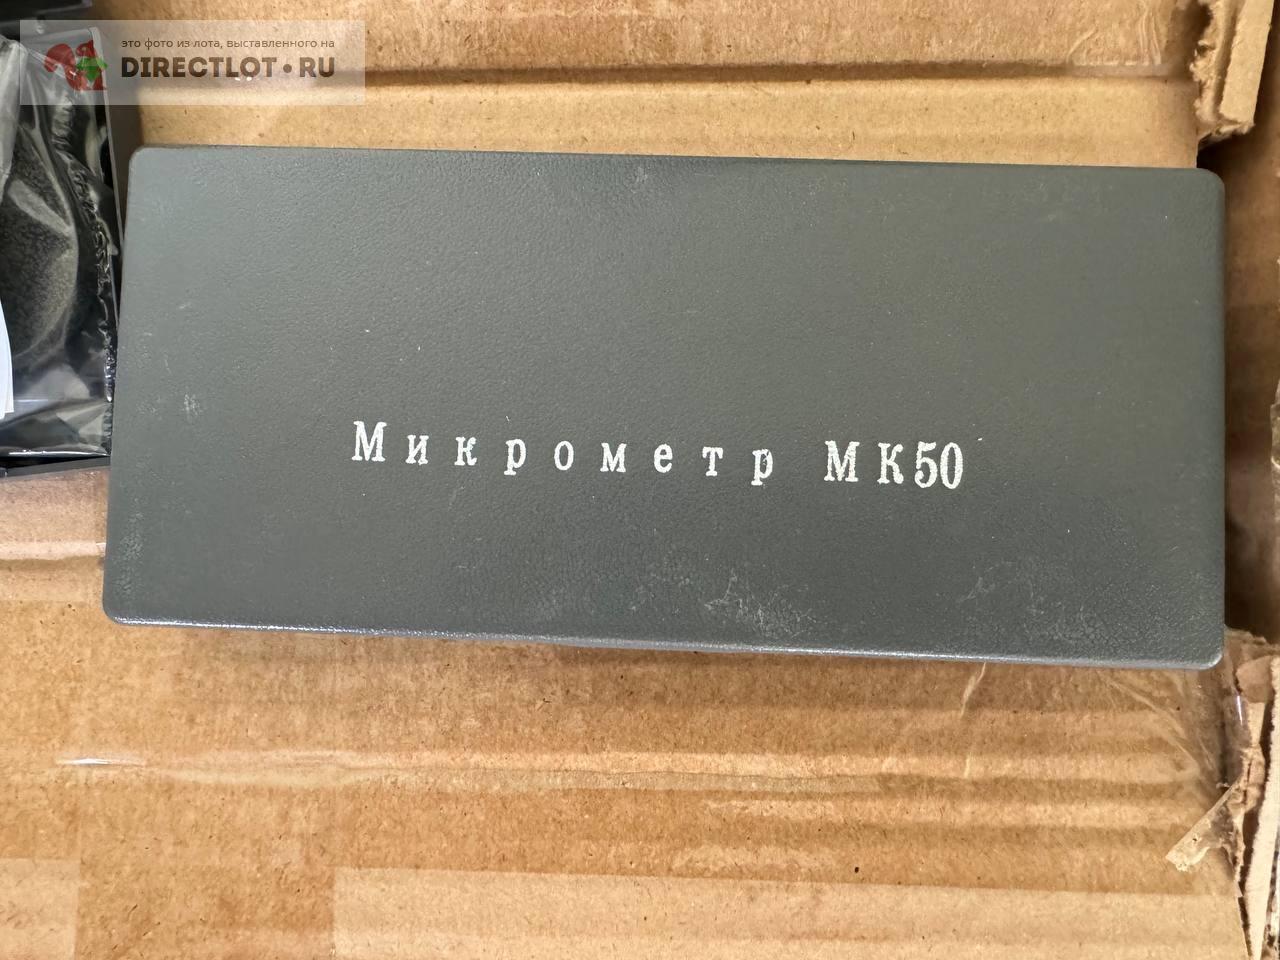 это фото из лота, выставленного на
DIRECTLOT•RU
Микрометр МК50